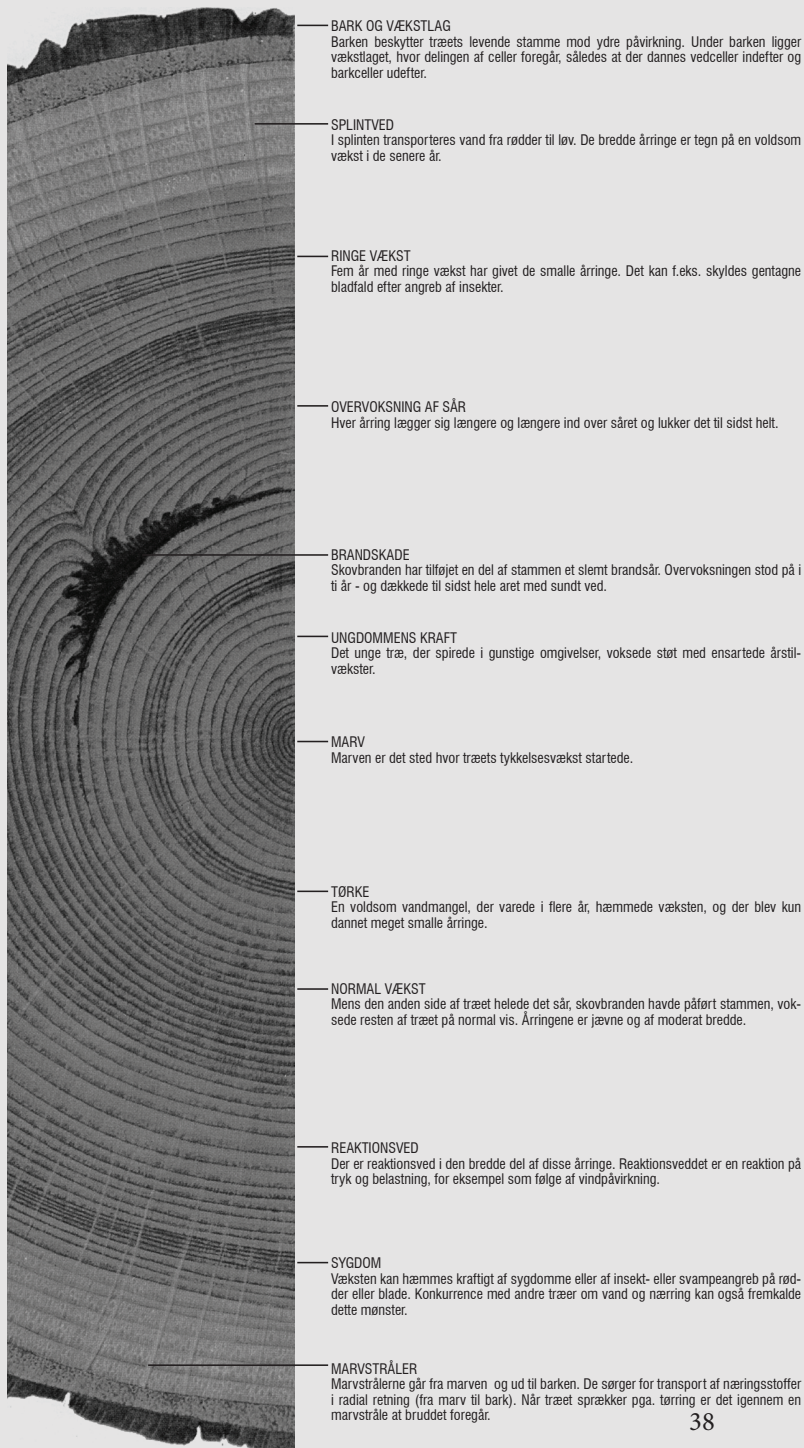 BARK OG VÆKSTLAG
Barken beskytter træets levende stamme mod ydre påvirkning. Under barken ligger
vækstlaget, hvor delingen af celler foregår, således at der dannes vedceller indefter og
barkceller udefter.
SPLINTVED
I splinten transporteres vand fra rødder til løv. De bredde årringe er tegn på en voldsom
vækst i de senere år.
RINGE VÆKST
Fem år med ringe vækst har givet de smalle årringe. Det kan f.eks. skyldes gentagne
bladfald efter angreb af insekter.
OVERVOKSNING AF SÅR
Hver årring lægger sig længere og længere ind over såret og lukker det til sidst helt.
BRANDSKADE
Skovbranden har tilføjet en del af stammen et slemt brandsår. Overvoksningen stod på i
ti år - og dækkede til sidst hele aret med sundt ved.
UNGDOMMENS KRAFT
Det unge træ, der spirede i gunstige omgivelser, voksede støt med ensartede årstil-
vækster.
MARV
Marven er det sted hvor træets tykkelsesvækst startede.
TØRKE
En voldsom vandmangel, der varede i flere år, hæmmede væksten, og der blev kun
dannet meget smalle årringe.
NORMAL VÆKST
Mens den anden side af træet helede det sår, skovbranden havde påført stammen, vok-
sede resten af træet på normal vis. Årringene er jævne og af moderat bredde.
REAKTIONSVED
Der er reaktionsved i den bredde del af disse årringe. Reaktionsveddet er en reaktion på
tryk og belastning, for eksempel som følge af vindpåvirkning.
SYGDOM
Væksten kan hæmmes kraftigt af sygdomme eller af insekt- eller svampeangreb på rød-
der eller blade. Konkurrence med andre træer om vand og nærring kan også fremkalde
dette mønster.
MARVSTRÅLER
Marvstrålerne går fra marven og ud til barken. De sørger for transport af næringsstoffer
i radial retning (fra marv til bark). Når træet sprækker pga. tørring er det igennem en
marvstråle at bruddet foregår.
38